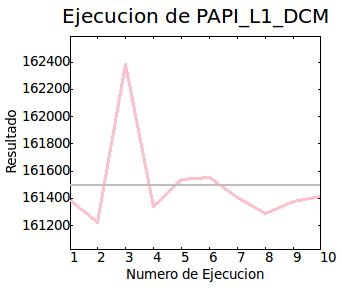 Ejecucion de PAPI_L1_DCM
162400
162200
162000
161800
161600
161400
161200
Resultado
1 2 3 4 5 6 7 8 9 10
Numero de Ejecucion